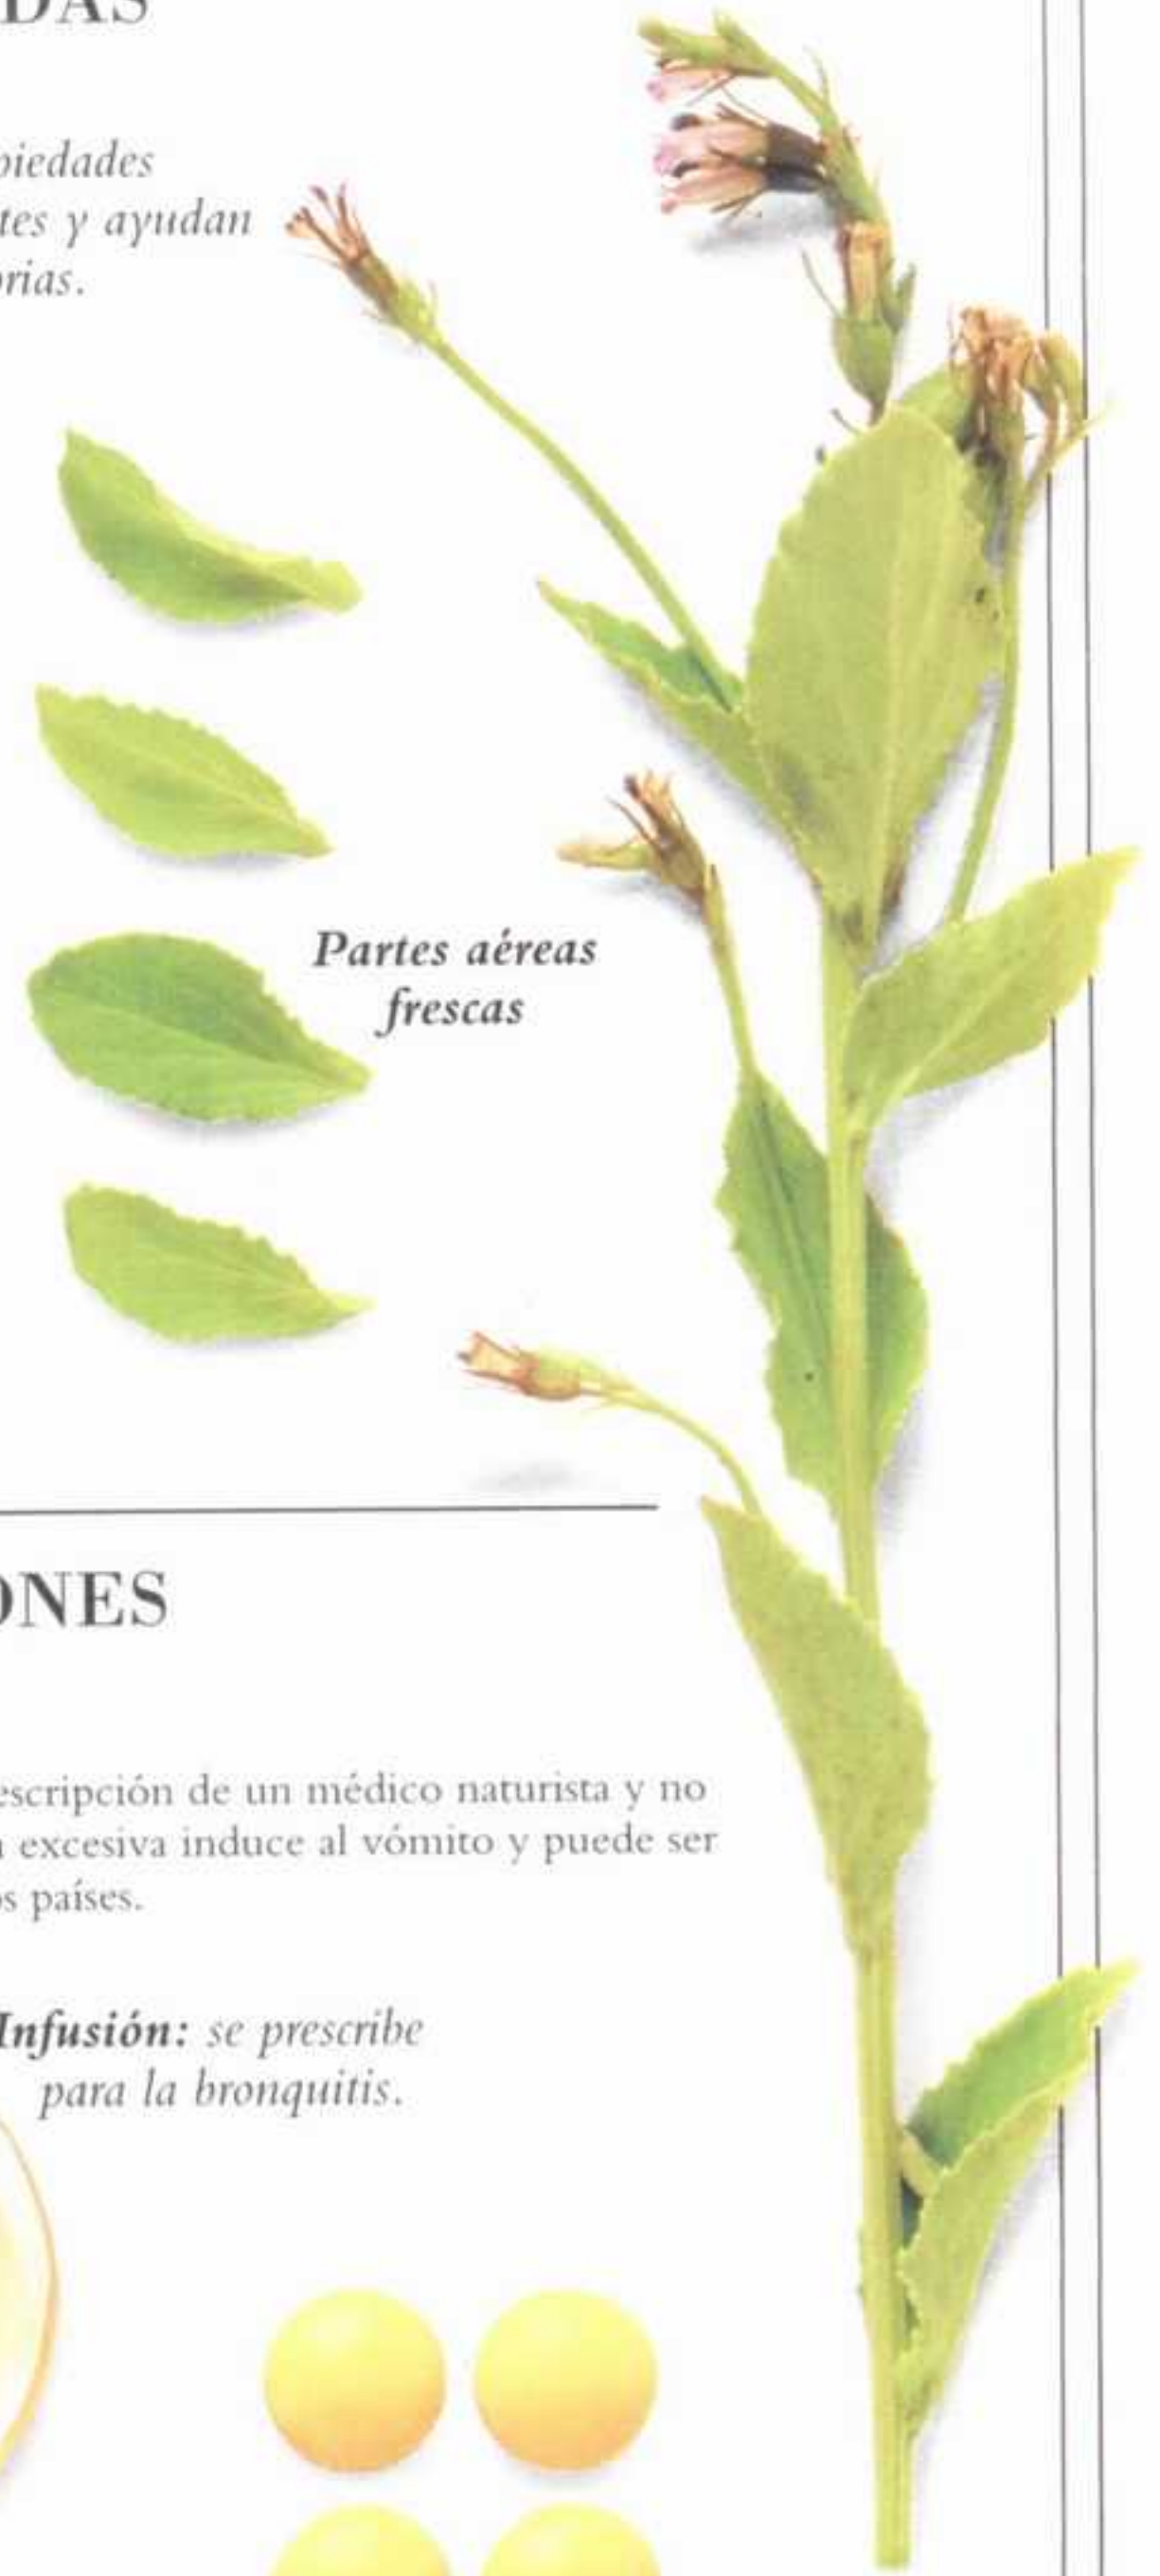 DAS
piedades
tes y ayudan
orias.
Partes aéreas
frescas
ONES
escripción de un médico naturista y no
excesiva induce al vómito y puede ser
s países.
Infusión: se prescribe
para la bronquitis.